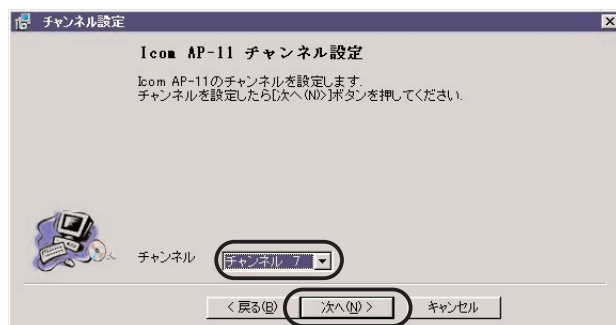 チャンネル設定
Icom AP-11 チャンネル設定
Icom AP-11のチャンネルを設定します.
チャンネルを設定したら[次へ(N)>]ボタンを押してください.
チャンネル チャンネル 7
< 戻る(B) 次へ(N) > キャンセル